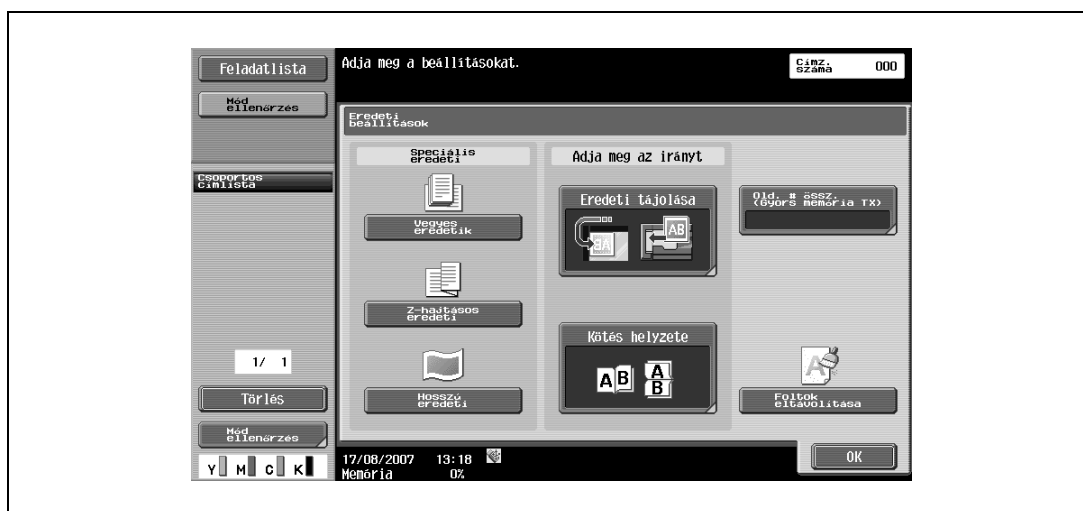 Feladatlista
Adja meg a beállításokat.
Címz.
száma 000
Mód
ellenőrzés
Eredeti
beállítások
Csoportos
címlista
Speciális
eredeti
Vegyes
eredetik
Z-hajtásos
eredeti
Hosszú
eredeti
Adja meg az irányt
Eredeti tájolása
AB
AB
Kötés helyzete
A B
A
B
Old. # össz.
(Gyors memória TX)
A
Foltok
eltávolítása
1/ 1
Törlés
Mód
ellenőrzés
Y M C K
17/08/2007 13:18
Memória 0%
OK